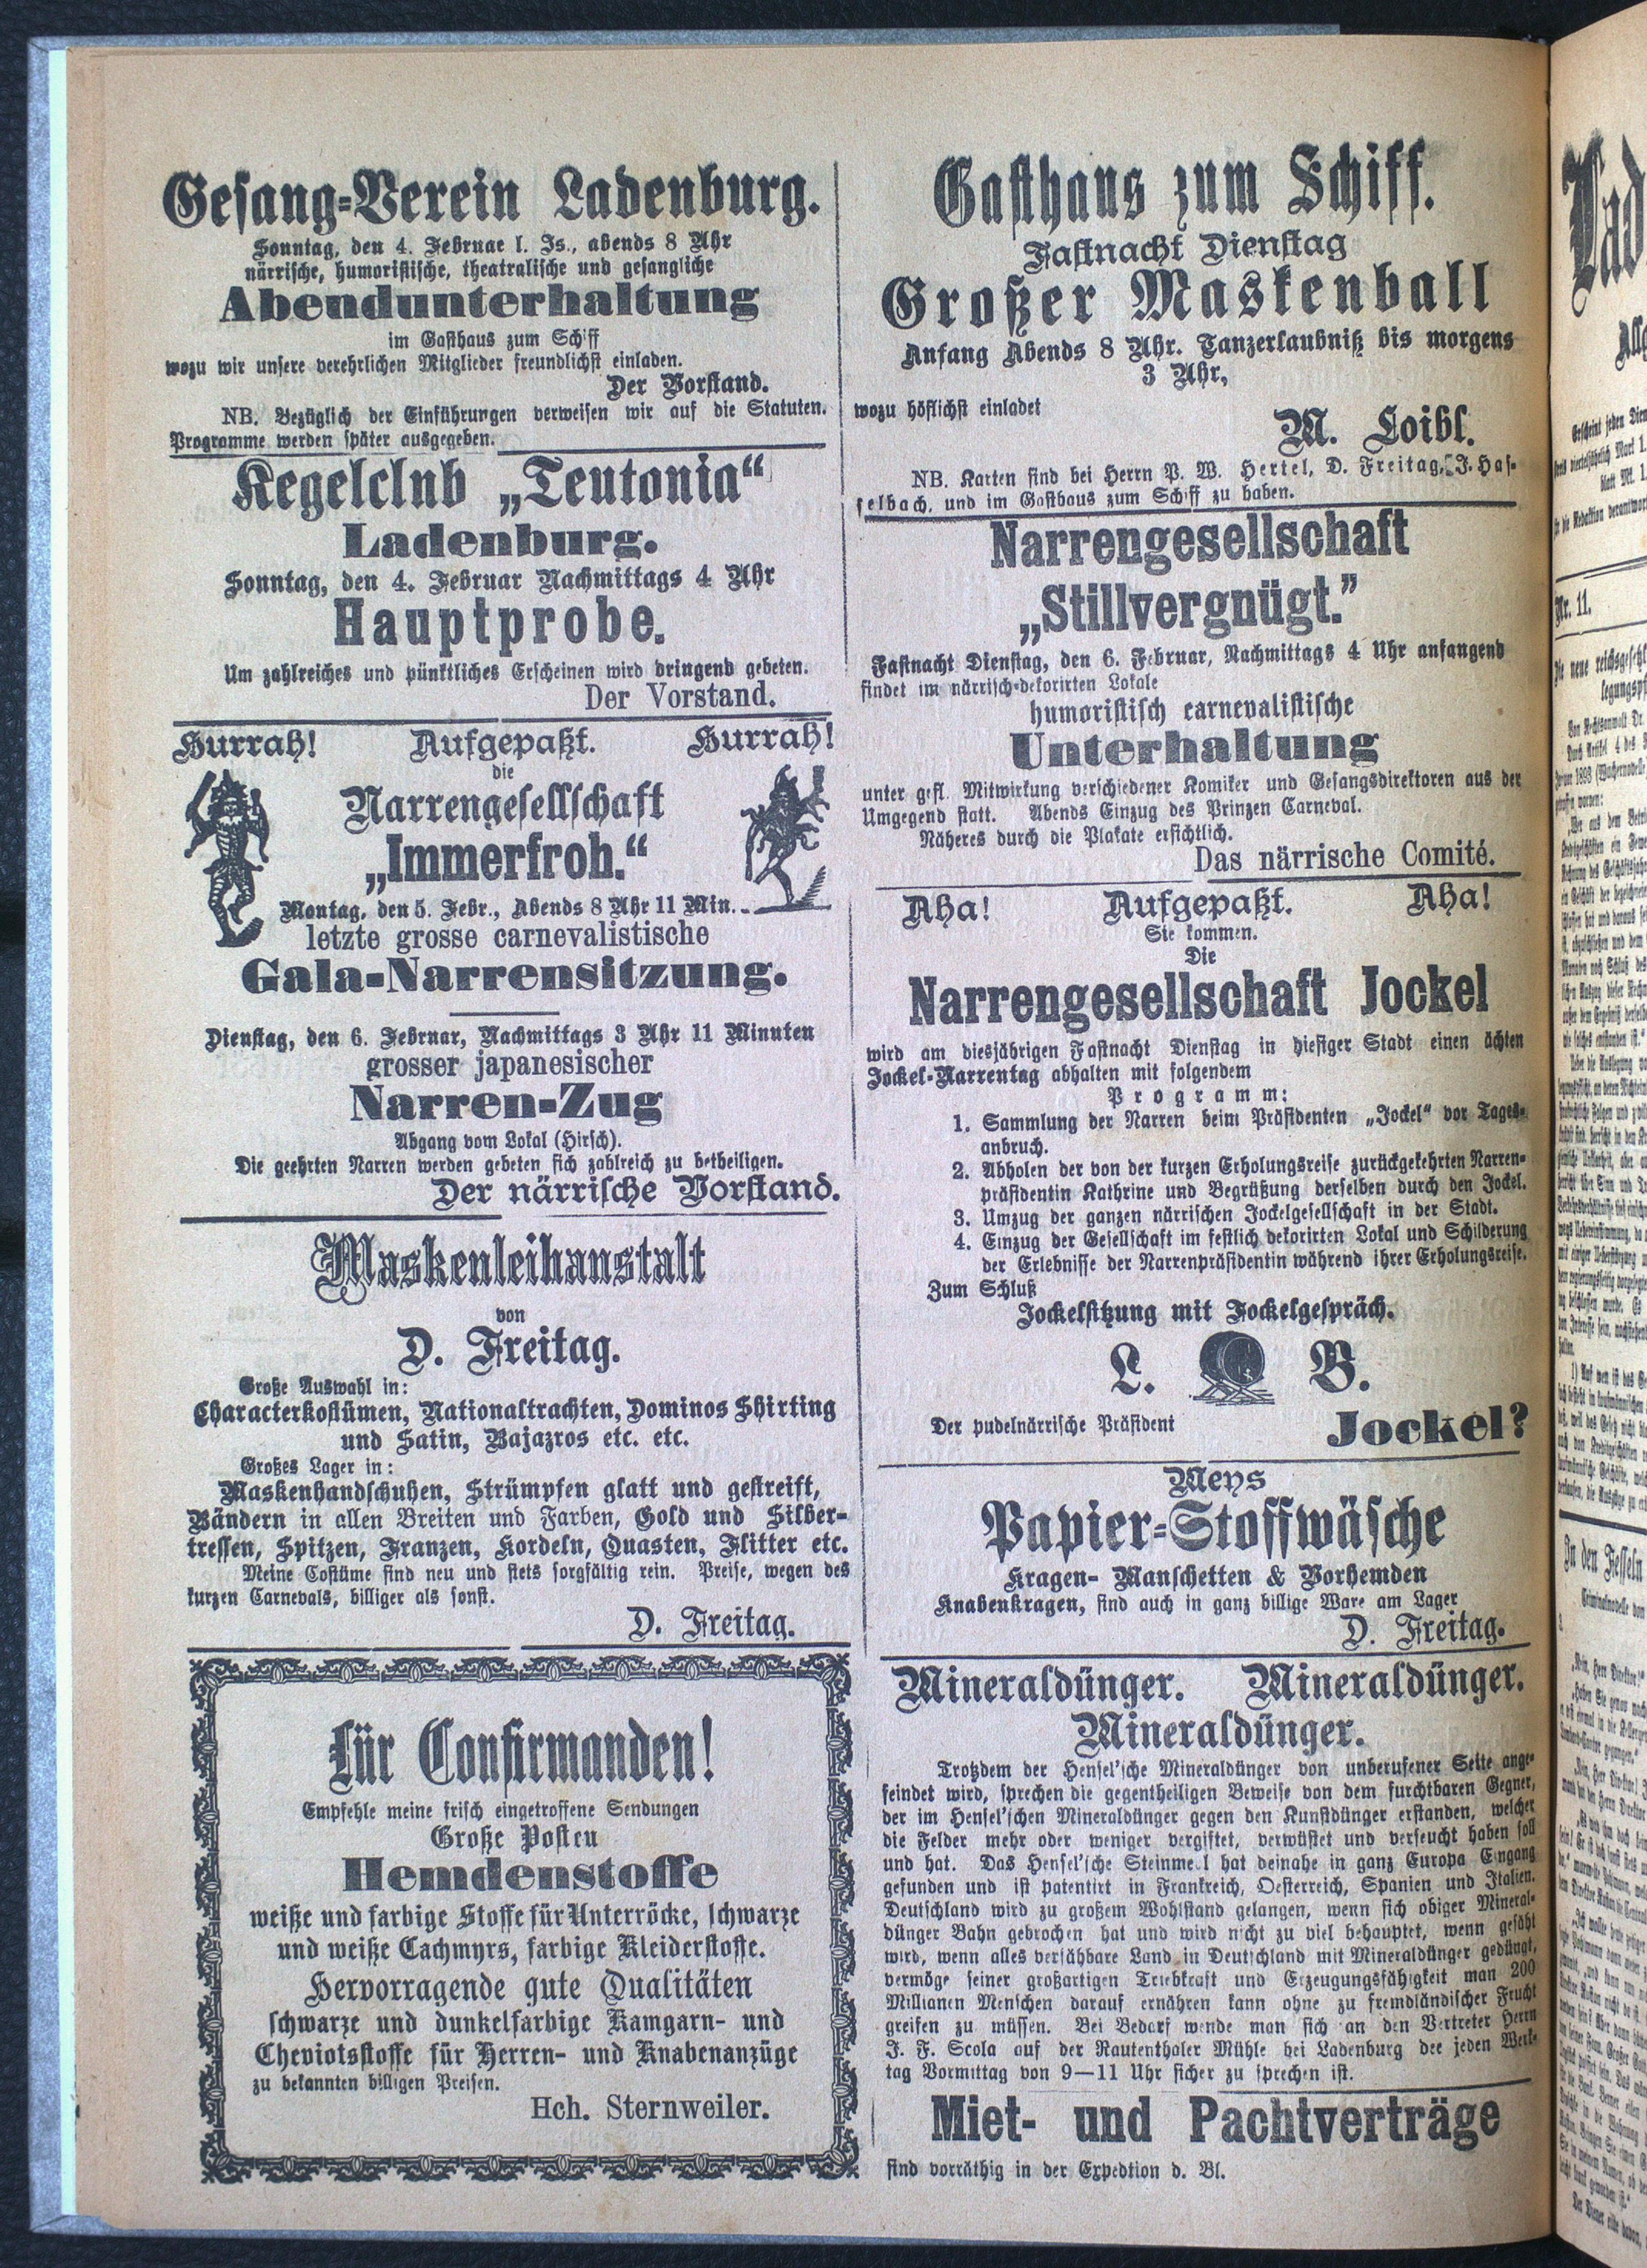 Gesang-Verein Ladenburg.
Sonntag, den 4. Februae l. Js., abends 8 Uhr
närrische, humoristische, theatralische und gesangliche
Abendunterhaltung
im Gasthaus zum Schiff
wozu wir unsere verehrlichen Mitglieder freundlichst einladen.
Der Vorstand.
NB. Bezüglich der Einführungen verweisen wir auf die Statuten.
Programme werden später ausgegeben.
Kegelclub „Teutonia“
Ladenburg.
Sonntag, den 4. Februar Nachmittags 4 Uhr
Hauptprobe.
Um zahlreiches und pünktliches Erscheinen wird dringend gebeten.
Der Vorstand.
Hurrah! Aufgepaßt. Hurrah!
die
Narrengesellschaft
„Immerfroh.“
Montag, den 5. Febr., Abends 8 Uhr 11 Min.
letzte grosse carnevalistische
Gala-Narrensitzung.
Dienstag, den 6. Februar, Nachmittags 3 Uhr 11 Minuten
grosser japanesischer
Narren-Zug
Abgang vom Lokal (Hirsch).
Die geehrten Narren werden gebeten sich zahlreich zu betheiligen.
Der närrische Vorstand.
Maskenleihanstalt
von
D. Freitag.
Große Auswahl in:
Characterkostümen, Nationaltrachten, Dominos Shirting
und Satin, Bajazros etc. etc.
Großes Lager in:
Maskenhandschuhen, Strümpfen glatt und gestreift,
Bändern in allen Breiten und Farben, Gold und Silber-
tressen, Spitzen, Franzen, Kordeln, Quasten, Flitter etc.
Meine Costüme sind neu und stets sorgfältig rein. Preise, wegen des
kurzen Carnevals, billiger als sonst.
D. Freitag.
Für Confirmanden!
Empfehle meine frisch eingetroffene Sendungen
Große Posten
Hemdenstoffe
weiße und farbige Stoffe für Unterröcke, schwarze
und weiße Cachmyrs, farbige Kleiderstoffe.
Hervorragende gute Qualitäten
schwarze und dunkelfarbige Kamgarn- und
Cheviotsstoffe für Herren- und Knabenanzüge
zu bekannten billigen Preisen.
Hch. Sternweiler.
Gasthaus zum Schiff.
Fastnacht Dienstag
Großer Maskenball
Anfang Abends 8 Uhr. Tanzerlaubniß bis morgens
3 Uhr,
wozu höflichst einladet
M. Loibl.
NB. Karten sind bei Herrn P. W. Hertel, D. Freitag, J. Has-
selbach, und im Gasthaus zum Schiff zu haben.
Narrengesellschaft
„Stillvergnügt.”
Fastnacht Dienstag, den 6. Februar, Nachmittags 4 Uhr anfangend
findet im närrisch-dekorirten Lokale
humoristisch carnevalistische
Unterhaltung
unter gefl. Mitwirkung verschiedener Komiker und Gesangsdirektoren aus der
Umgegend statt. Abends Einzug des Prinzen Carneval.
Näheres durch die Plakate ersichtlich.
Das närrische Comité.
Aha! Aufgepaßt. Aha!
Sie kommen.
Die
Narrengesellschaft Jockel
wird am diesjährigen Fastnacht Dienstag in hiesiger Stadt einen ächten
Jockel-Narrentag abhalten mit folgendem
Programm:
1. Sammlung der Narren beim Präsidenten „Jockel“ vor Tages-
anbruch.
2. Abholen der von der kurzen Erholungsreise zurückgekehrten Narren-
präsidentin Kathrine und Begrüßung derselben durch den Jockel.
3. Umzug der ganzen närrischen Jockelgesellschaft in der Stadt.
4. Einzug der Gesellschaft im festlich dekorirten Lokal und Schilderung
der Erlebnisse der Narrenpräsidentin während ihrer Erholungsreise.
Zum Schluß
Jockelsitzung mit Jockelgespräch.
L. B.
Der pudelnärrische Präsident
Jockel?
Meys
Papier-Stoffwäsche
Kragen- Manschetten & Vorhemden
Knabenkragen, sind auch in ganz billige Ware am Lager
D. Freitag.
Mineraldünger. Mineraldünger.
Mineraldünger.
Trotzdem der Hensel'sche Mineraldünger von unberufener Seite ange-
feindet wird, sprechen die gegentheiligen Beweise von dem furchtbaren Gegner,
der im Hensel'schen Mineraldünger gegen den Kunstdünger erstanden, welcher
die Felder mehr oder weniger vergiftet, verwüstet und verseucht haben soll
und hat. Das Hensel'sche Steinmehl hat beinahe in ganz Europa Eingang
gefunden und ist patentirt in Frankreich, Oesterreich, Spanien und Italien.
Deutschland wird zu großem Wohlstand gelangen, wenn sich obiger Mineral-
dünger Bahn gebrochen hat und wird nicht zu viel behauptet, wenn gesäht
wird, wenn alles versähbare Land in Deutschland mit Mineraldünger gedüngt,
vermöge seiner großartigen Triebkraft und Erzeugungsfähigkeit man 200
Millianen Menschen darauf ernähren kann ohne zu fremdländischer Frucht
greifen zu müssen. Bei Bedarf wende man sich an den Vertreter Herrn
J. F. Scola auf der Rautenthaler Mühle bei Ladenburg dee jeden Werk-
tag Vormittag von 9—11 Uhr sicher zu sprechen ist.
Miet- und Pachtverträge
sind vorräthig in der Expedtion d. Bl.
Nr. 11.